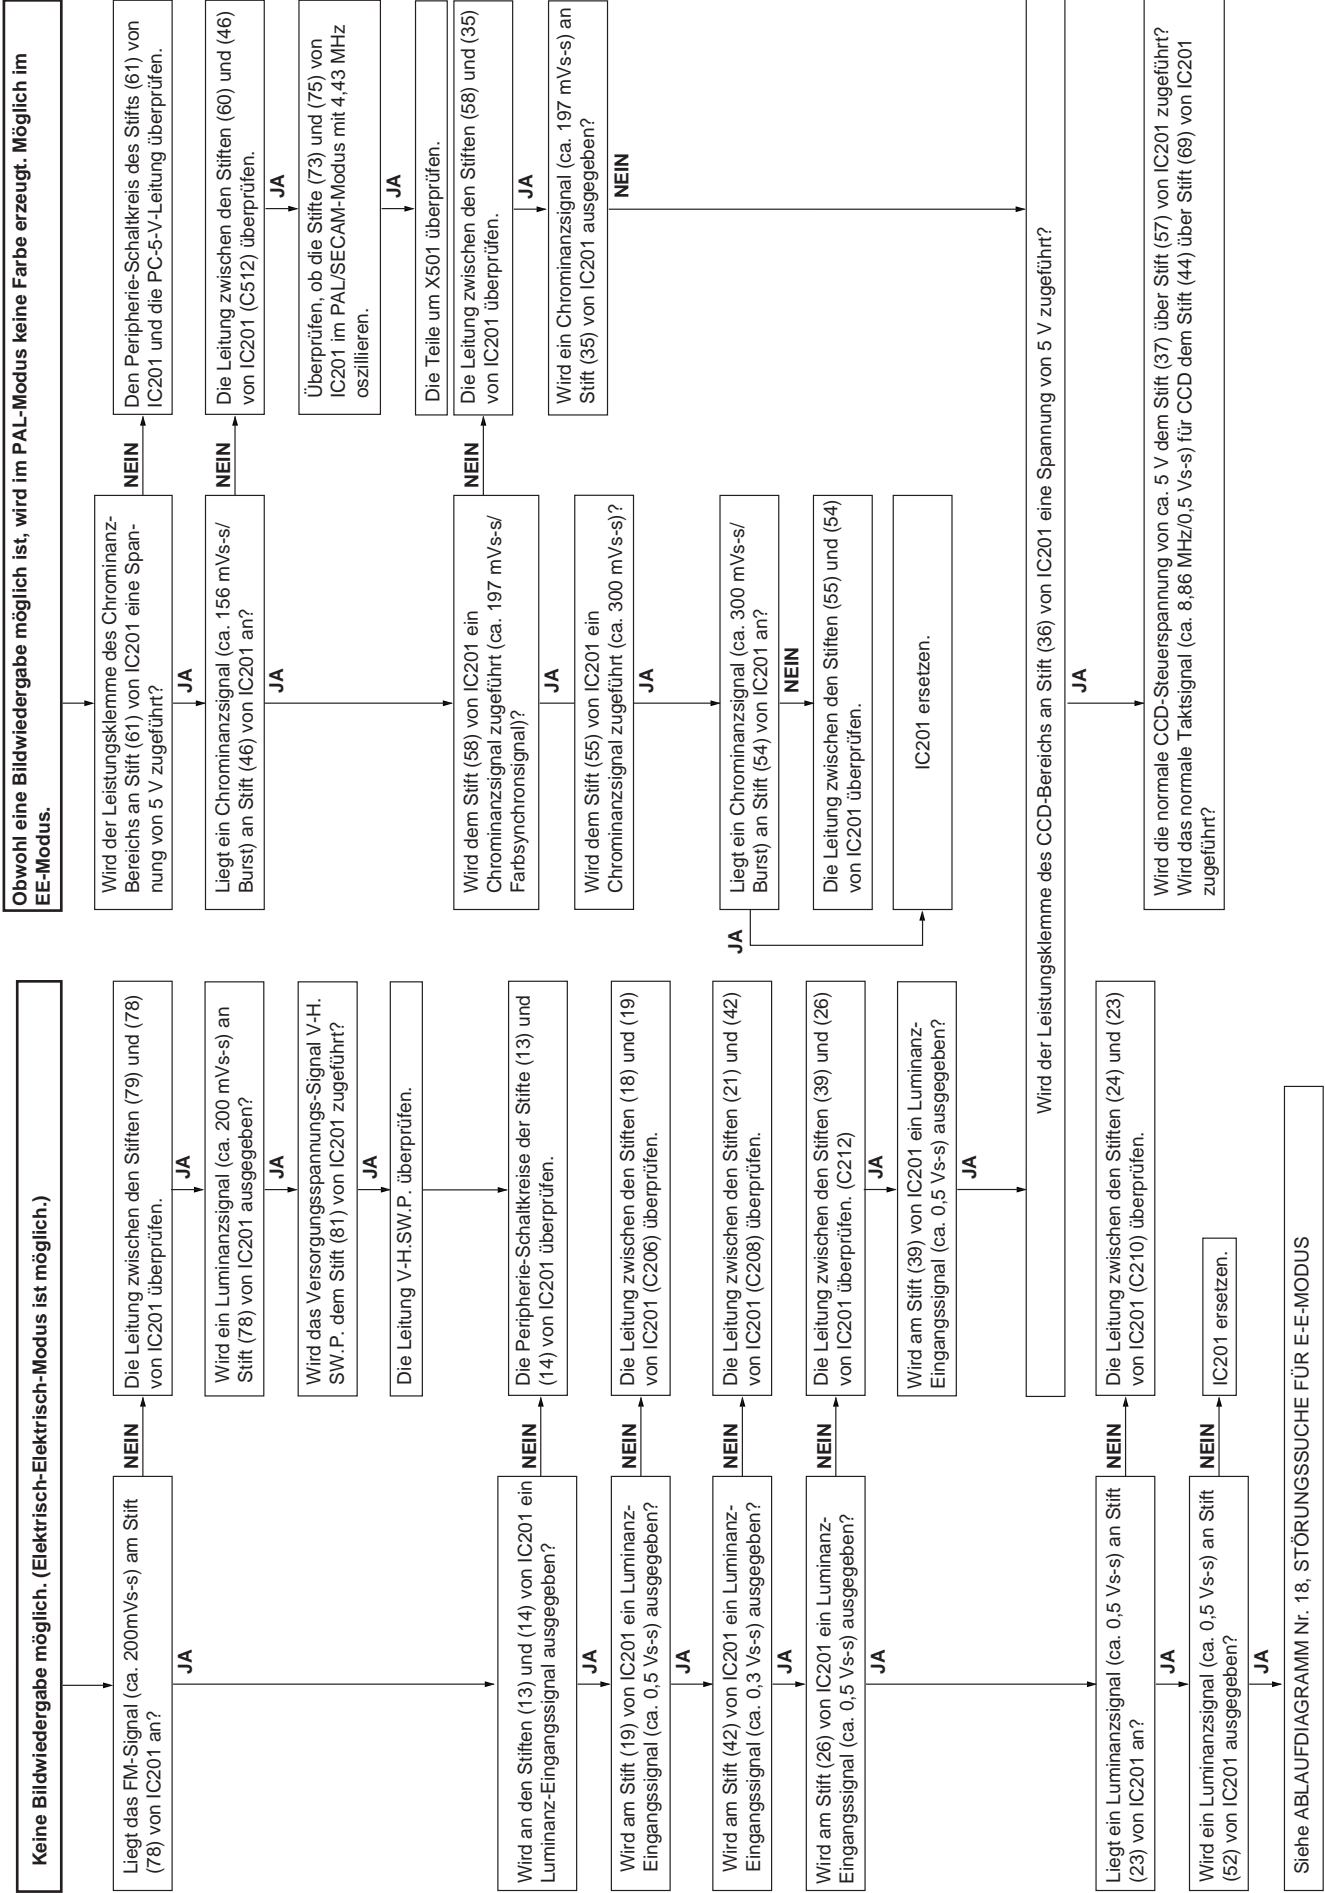 Keine Bildwiedergabe möglich. (Elektrisch-Elektrisch-Modus ist möglich.)
Liegt das FM-Signal (ca. 200mVs-s) am Stift
(78) von IC201 an?
NEIN
Die Leitung zwischen den Stiften (79) und (78)
von IC201 überprüfen.
JA
Wird ein Luminanzsignal (ca. 200 mVs-s) an
Stift (78) von IC201 ausgegeben?
JA
Wird das Versorgungsspannungs-Signal V-H.
SW.P. dem Stift (81) von IC201 zugeführt?
JA
Die Leitung V-H.SW.P. überprüfen.
JA
Wird an den Stiften (13) und (14) von IC201 ein
Luminanz-Eingangssignal ausgegeben?
NEIN
Die Peripherie-Schaltkreise der Stifte (13) und
(14) von IC201 überprüfen.
JA
Wird am Stift (19) von IC201 ein Luminanz-
Eingangssignal (ca. 0,5 Vs-s) ausgegeben?
NEIN
Die Leitung zwischen den Stiften (18) und (19)
von IC201 (C206) überprüfen.
JA
Wird am Stift (42) von IC201 ein Luminanz-
Eingangssignal (ca. 0,3 Vs-s) ausgegeben?
NEIN
Die Leitung zwischen den Stiften (21) und (42)
von IC201 (C208) überprüfen.
JA
Wird am Stift (26) von IC201 ein Luminanz-
Eingangssignal (ca. 0,5 Vs-s) ausgegeben?
NEIN
Die Leitung zwischen den Stiften (39) und (26)
von IC201 überprüfen. (C212)
JA
Wird am Stift (39) von IC201 ein Luminanz-
Eingangssignal (ca. 0,5 Vs-s) ausgegeben?
JA
JA
Liegt ein Luminanzsignal (ca. 0,5 Vs-s) an Stift
(23) von IC201 an?
NEIN
Die Leitung zwischen den Stiften (24) und (23)
von IC201 (C210) überprüfen.
JA
Wird ein Luminanzsignal (ca. 0,5 Vs-s) an Stift
(52) von IC201 ausgegeben?
NEIN
IC201 ersetzen.
JA
Siehe ABLAUFDIAGRAMM Nr. 18, STÖRUNGSSUCHE FÜR E-E-MODUS
Obwohl eine Bildwiedergabe möglich ist, wird im PAL-Modus keine Farbe erzeugt. Möglich im
EE-Modus.
Wird der Leistungsklemme des Chrominanz-
Bereichs an Stift (61) von IC201 eine Span-
nung von 5 V zugeführt?
NEIN
Den Peripherie-Schaltkreis des Stifts (61) von
IC201 und die PC-5-V-Leitung überprüfen.
JA
Liegt ein Chrominanzsignal (ca. 156 mVs-s/
Burst) an Stift (46) von IC201 an?
NEIN
Die Leitung zwischen den Stiften (60) und (46)
von IC201 (C512) überprüfen.
JA
Überprüfen, ob die Stifte (73) und (75) von
IC201 im PAL/SECAM-Modus mit 4,43 MHz
oszillieren.
JA
Die Teile um X501 überprüfen.
JA
Wird dem Stift (58) von IC201 ein
Chrominanzsignal zugeführt (ca. 197 mVs-s/
Farbsynchronsignal)?
NEIN
Die Leitung zwischen den Stiften (58) und (35)
von IC201 überprüfen.
JA
Wird ein Chrominanzsignal (ca. 197 mVs-s) an
Stift (35) von IC201 ausgegeben?
NEIN
JA
Wird dem Stift (55) von IC201 ein
Chrominanzsignal zugeführt (ca. 300 mVs-s)?
JA
Liegt ein Chrominanzsignal (ca. 300 mVs-s/
Burst) an Stift (54) von IC201 an?
NEIN
Die Leitung zwischen den Stiften (55) und (54)
von IC201 überprüfen.
JA
IC201 ersetzen.
Wird der Leistungsklemme des CCD-Bereichs an Stift (36) von IC201 eine Spannung von 5 V zugeführt?
JA
Wird die normale CCD-Steuerspannung von ca. 5 V dem Stift (37) über Stift (57) von IC201 zugeführt?
Wird das normale Taktsignal (ca. 8,86 MHz/0,5 Vs-s) für CCD dem Stift (44) über Stift (69) von IC201
zugeführt?